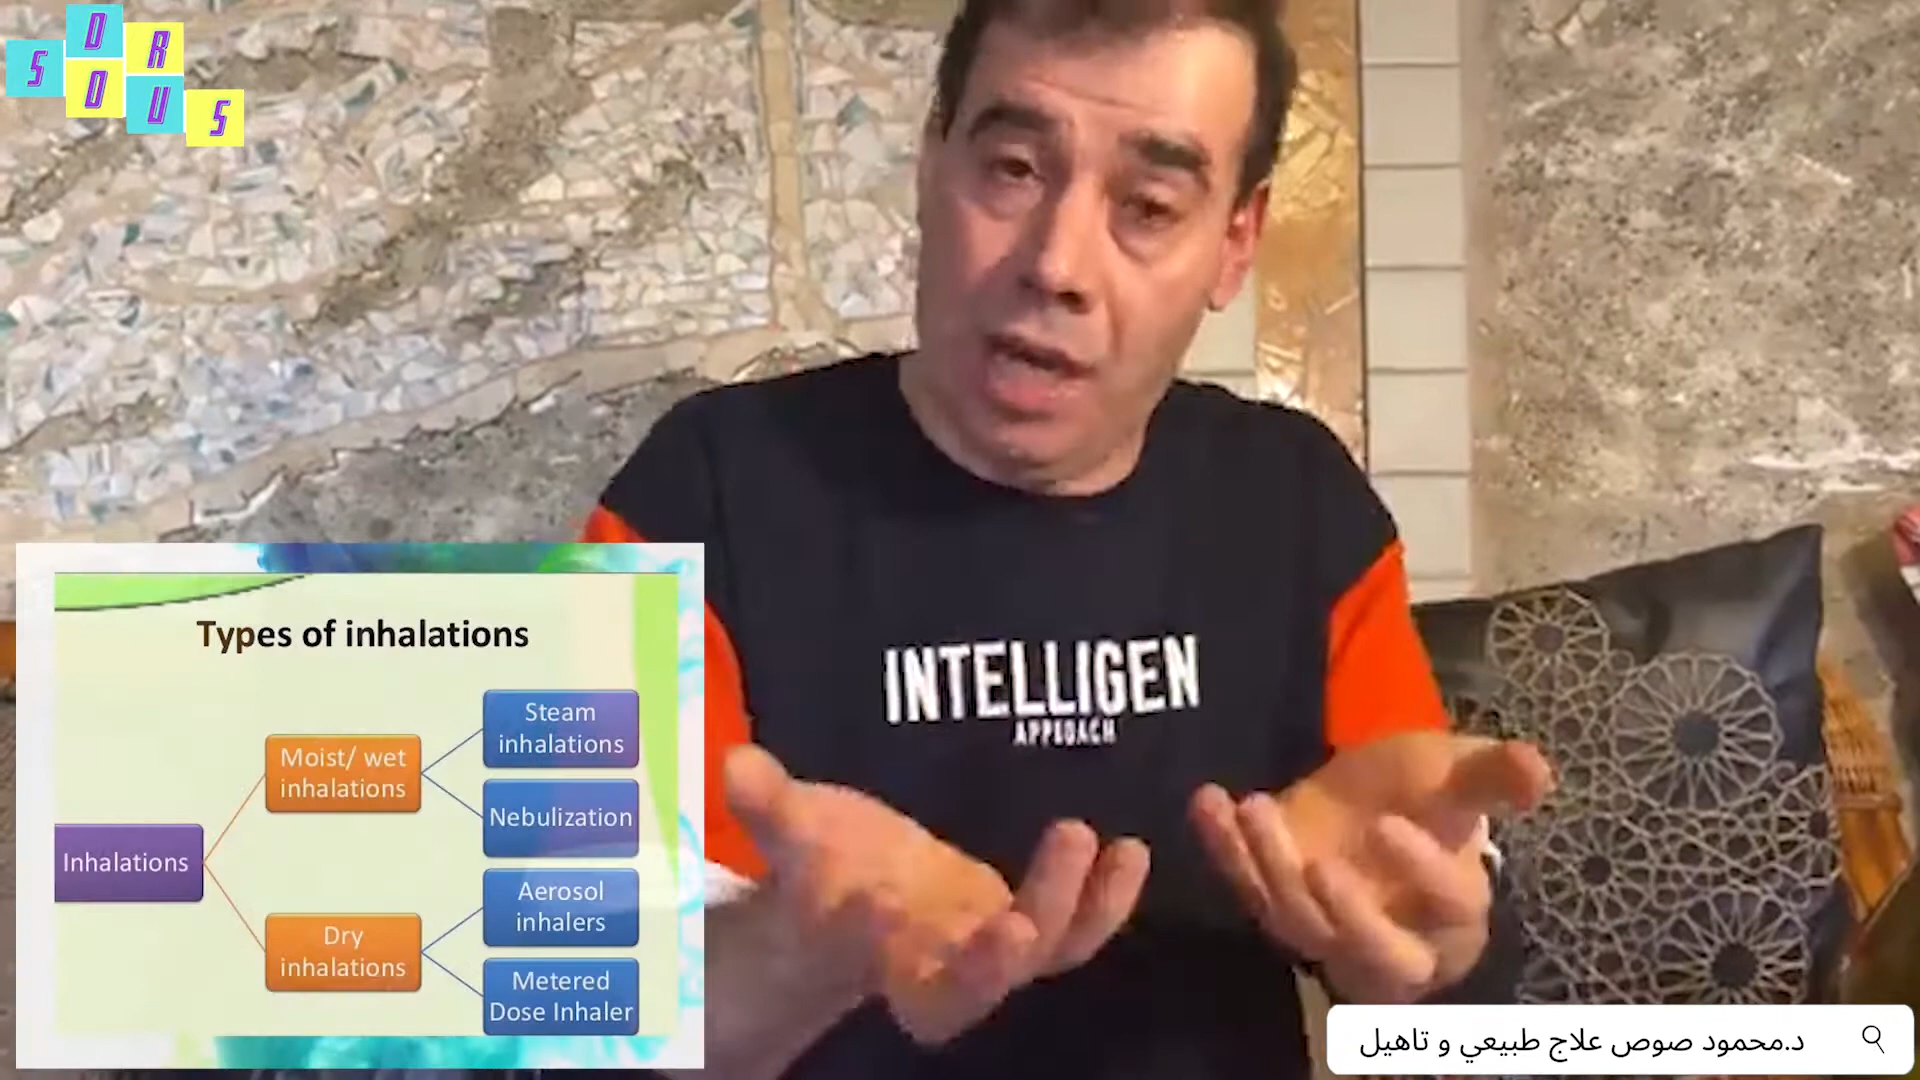 S D R
D U S
Types of inhalations
Inhalations
Moist/ wet
inhalations
Dry
inhalations
Steam
inhalations
Nebulization
Aerosol
inhalers
Metered
Dose Inhaler
INTELLIGEN
APPROACH
د.محمود صوص علاج طبيعي و تاهيل